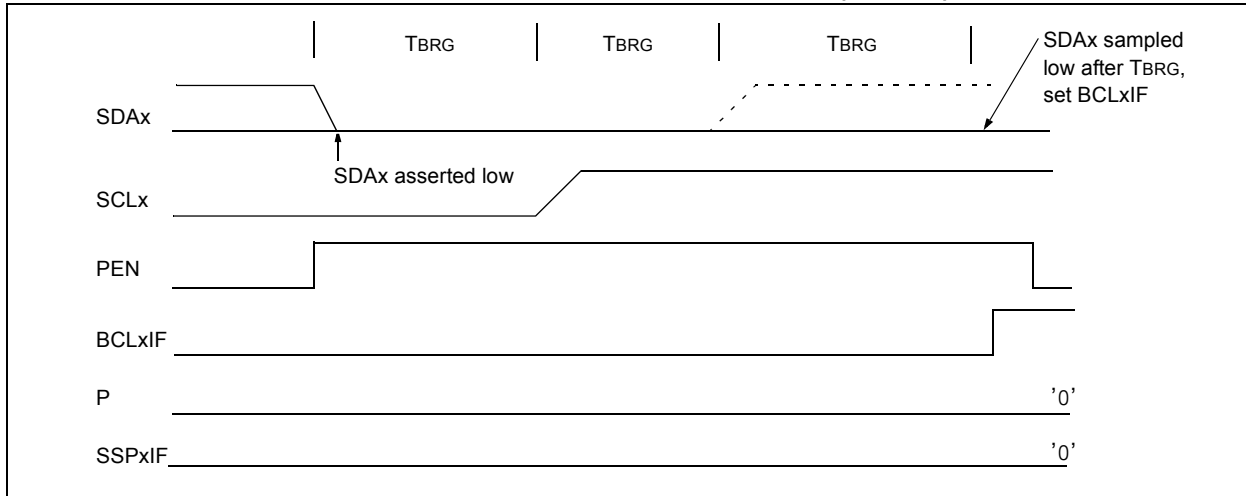 TBRG TBRG TBRG
SDAx sampled
low after TBRG,
set BCLxIF
SDAx
SDAx asserted low
SCLx
PEN
BCLxIF
P '0'
SSPxIF '0'